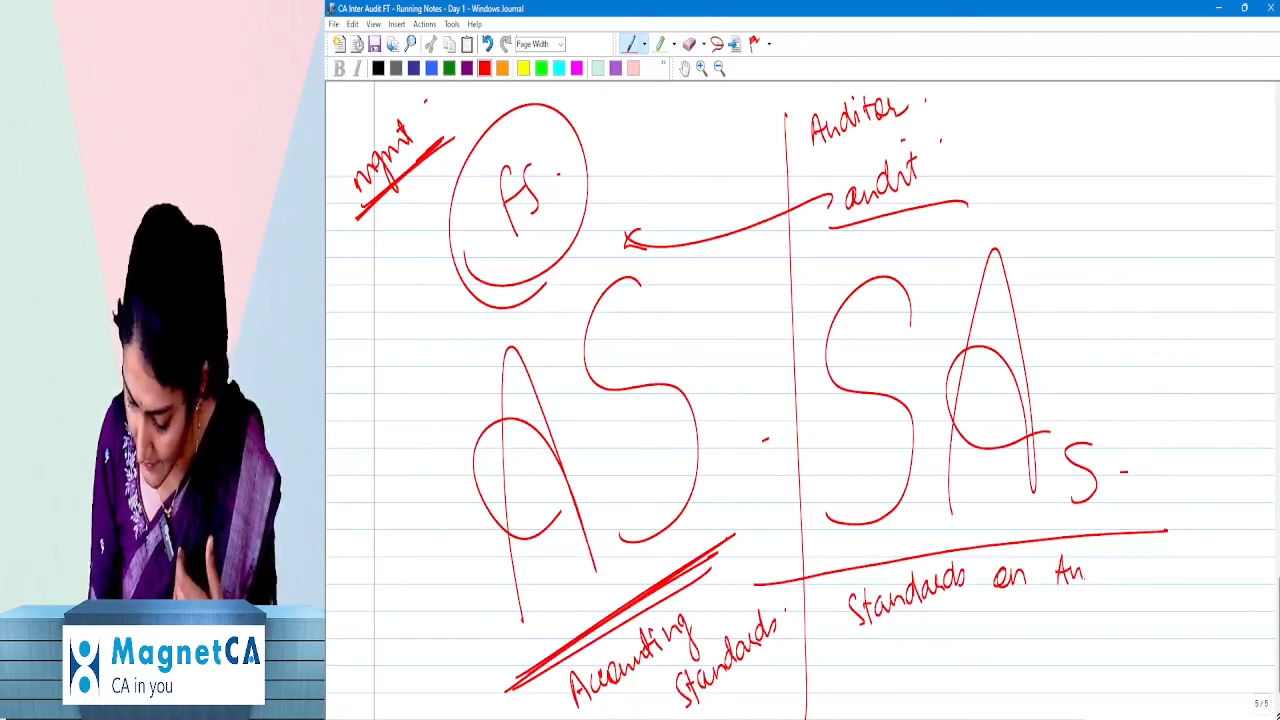 CA Inter Audit FT - Running Notes - Day 1 - Windows Journal
File Edit View Insert Actions Tools Help
Page Width
B I
mgmt
FS
Auditor
audit
AS
SAs
Accounting
Standards
Standards on Au
MagnetCA
CA in you
5 / 5